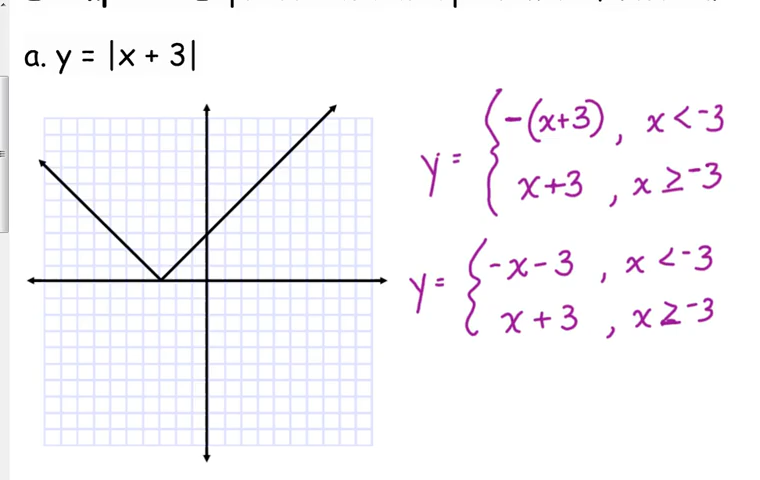 a. y = |x + 3|
y = { -(x+3) , x < -3
x+3 , x ≥ -3
y = { -x - 3 , x < -3
x + 3 , x ≥ -3